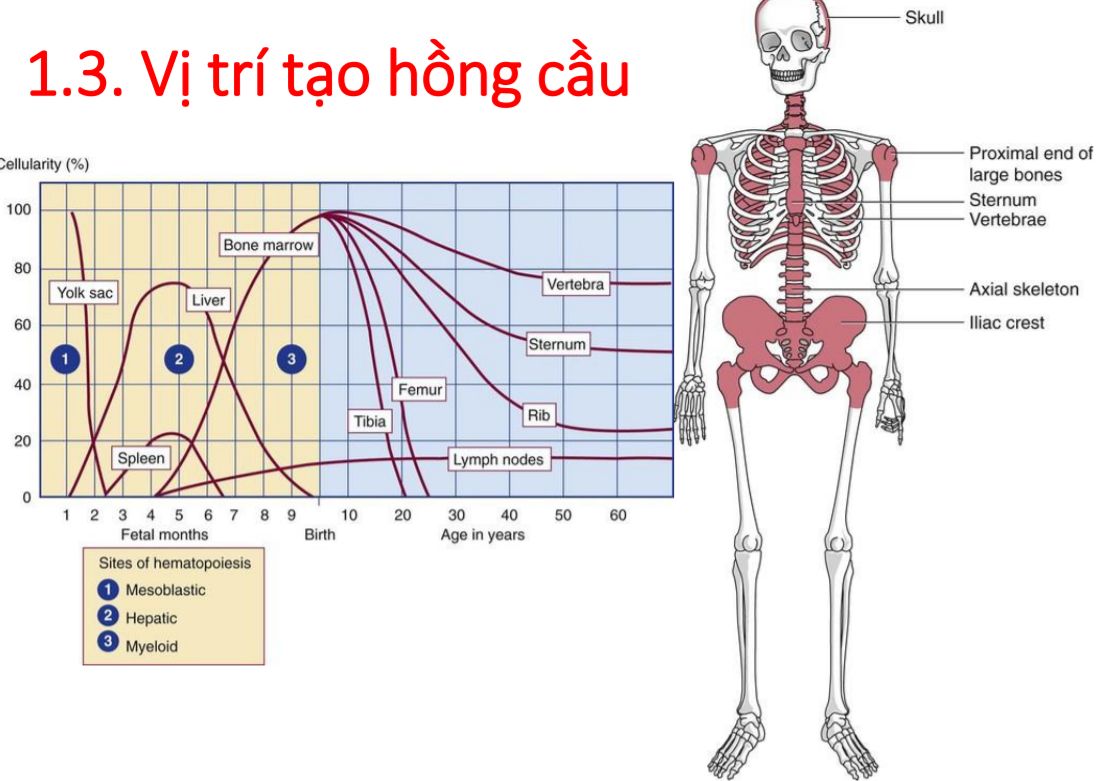 1.3. Vị trí tạo hồng cầu
Cellularity (%)
100
80
60
40
20
0
Yolk sac
Liver
Bone marrow
Spleen
1
2
3
Tibia
Femur
Vertebra
Sternum
Rib
Lymph nodes
1 2 3 4 5 6 7 8 9 10 20 30 40 50 60
Fetal months Birth Age in years
Sites of hematopoiesis
1 Mesoblastic
2 Hepatic
3 Myeloid
Skull
Proximal end of
large bones
Sternum
Vertebrae
Axial skeleton
Iliac crest